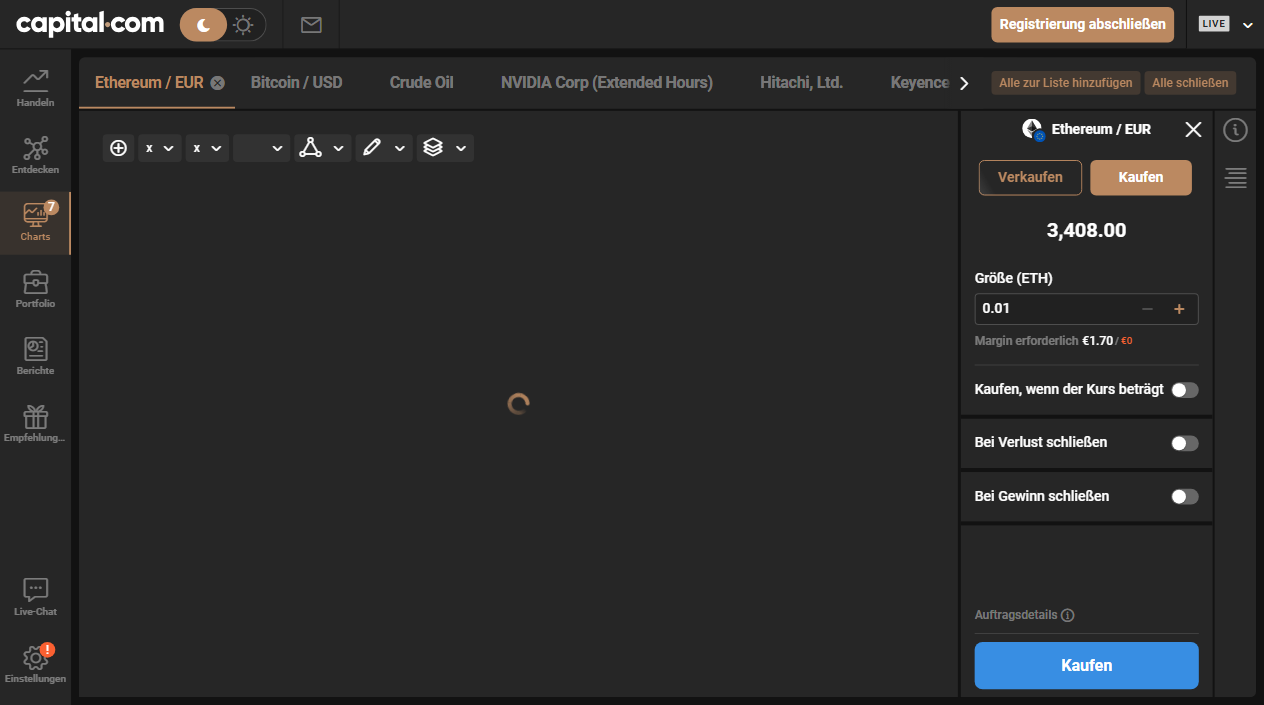 capital.com
Registrierung abschließen
LIVE
Handeln
Entdecken
7
Charts
Portfolio
Berichte
Empfehlung...
Live-Chat
!
Einstellungen
Ethereum / EUR
Bitcoin / USD
Crude Oil
NVIDIA Corp (Extended Hours)
Hitachi, Ltd.
Keyence
Alle zur Liste hinzufügen
Alle schließen
x
x
Ethereum / EUR
Verkaufen
Kaufen
3,408.00
Größe (ETH)
0.01
Margin erforderlich €1.70 / €0
Kaufen, wenn der Kurs beträgt
Bei Verlust schließen
Bei Gewinn schließen
Auftragsdetails
Kaufen